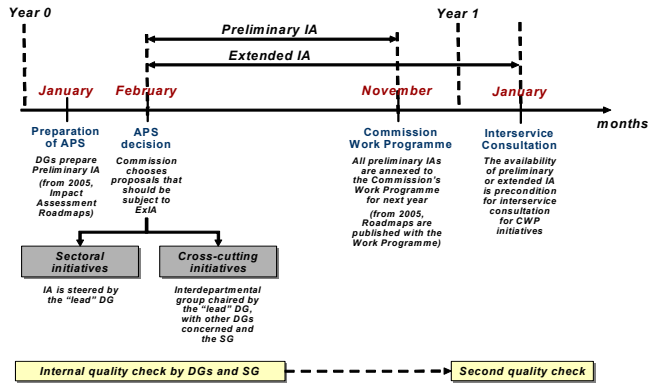 Year 0
Year 1
Preliminary IA
Extended IA
January
February
November
January
months
Preparation
of APS
DGs prepare
Preliminary IA
(from 2005,
Impact
Assessment
Roadmaps)
APS
decision
Commission
chooses
proposals that
should be
subject to
ExIA
Commission
Work Programme
All preliminary IAs
are annexed to
the Commission's
Work Programme
for next year
(from 2005,
Roadmaps are
published with the
Work Programme)
Interservice
Consultation
The availability
of preliminary
or extended IA
is precondition
for interservice
consultation
for CWP
initiatives
Sectoral
initiatives
IA is steered by
the “lead” DG
Cross-cutting
initiatives
Interdepartmental
group chaired by
the “lead” DG,
with other DGs
concerned and
the SG
Internal quality check by DGs and SG
Second quality check